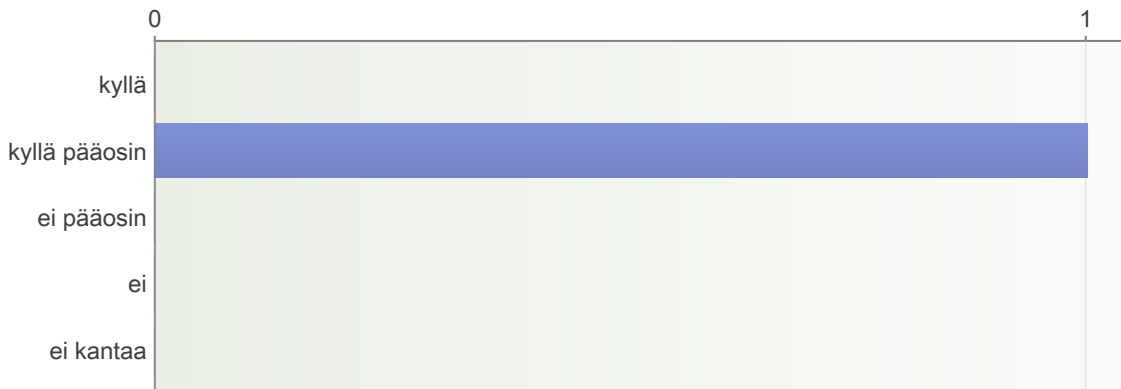 0 1
kyllä
kyllä pääosin
ei pääosin
ei
ei kantaa